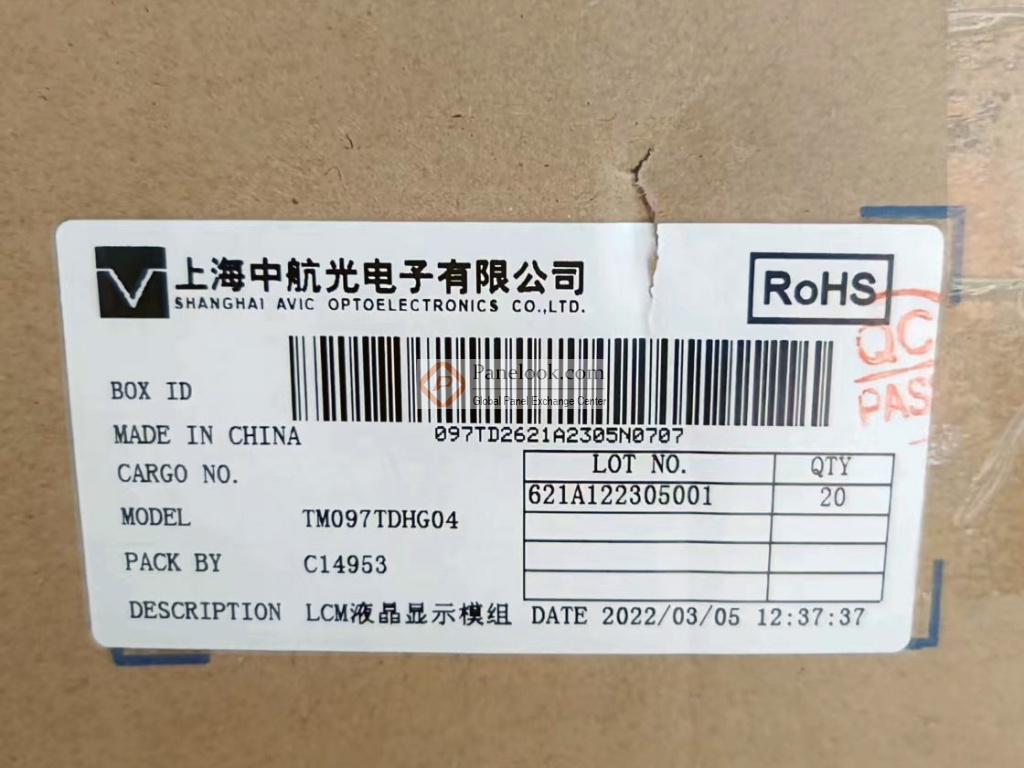 上海中航光电子有限公司
SHANGHAI AVIC OPTOELECTRONICS CO.,LTD.
RoHS
QC
PAS
Panelook.com
Global Panel Exchange Center
BOX ID
097TD2621A2305N0707
MADE IN CHINA
CARGO NO.
LOT NO. QTY
621A122305001 20
MODEL TM097TDHG04
PACK BY C14953
DESCRIPTION LCM液晶显示模组 DATE 2022/03/05 12:37:37